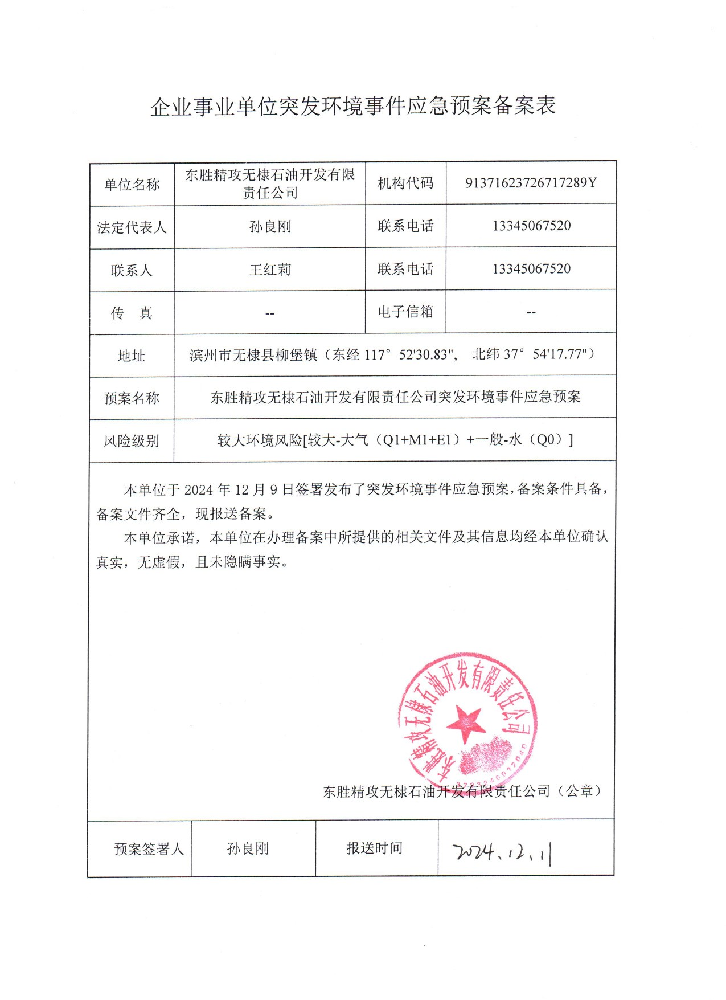 企业事业单位突发环境事件应急预案备案表
单位名称 东胜精攻无棣石油开发有限责任公司 机构代码 91371623726717289Y
法定代表人 孙良刚 联系电话 13345067520
联系人 王红莉 联系电话 13345067520
传 真 -- 电子信箱 --
地址 滨州市无棣县柳堡镇（东经 117° 52'30.83", 北纬 37° 54'17.77"）
预案名称 东胜精攻无棣石油开发有限责任公司突发环境事件应急预案
风险级别 较大环境风险[较大-大气（Q1+M1+E1）+一般-水（Q0）]
本单位于 2024 年 12 月 9 日签署发布了突发环境事件应急预案，备案条件具备，
备案文件齐全，现报送备案。
本单位承诺，本单位在办理备案中所提供的相关文件及其信息均经本单位确认
真实，无虚假，且未隐瞒事实。
东胜精攻无棣石油开发有限责任公司
3723240012040
东胜精攻无棣石油开发有限责任公司（公章）
预案签署人 孙良刚 报送时间 2024、12、11